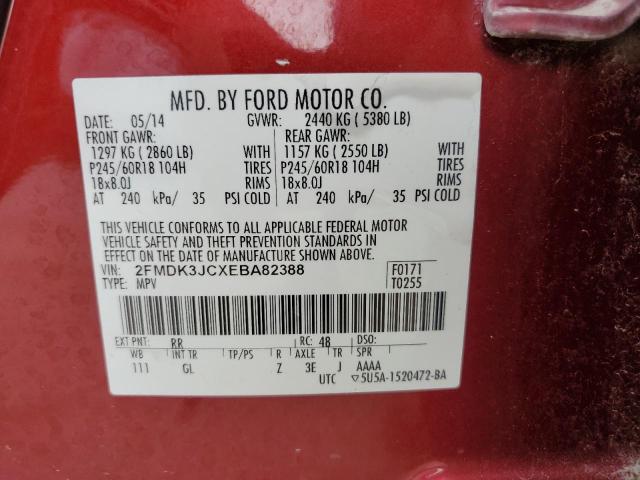 MFD. BY FORD MOTOR CO.
DATE: 05/14 GVWR: 2440 KG ( 5380 LB)
FRONT GAWR: REAR GAWR:
1297 KG ( 2860 LB) WITH 1157 KG ( 2550 LB) WITH
P245/60R18 104H TIRES P245/60R18 104H TIRES
18x8.0J RIMS 18x8.0J RIMS
AT 240 kPa/ 35 PSI COLD AT 240 kPa/ 35 PSI COLD
THIS VEHICLE CONFORMS TO ALL APPLICABLE FEDERAL MOTOR
VEHICLE SAFETY AND THEFT PREVENTION STANDARDS IN
EFFECT ON THE DATE OF MANUFACTURE SHOWN ABOVE.
VIN: 2FMDK3JCXEBA82388 F0171
TYPE: MPV T0255
EXT PNT: RR RC: 48 DSO:
WB INT TR TP/PS R AXLE TR SPR
111 GL Z 3E J AAAA
UTC ▽5U5A-1520472-BA